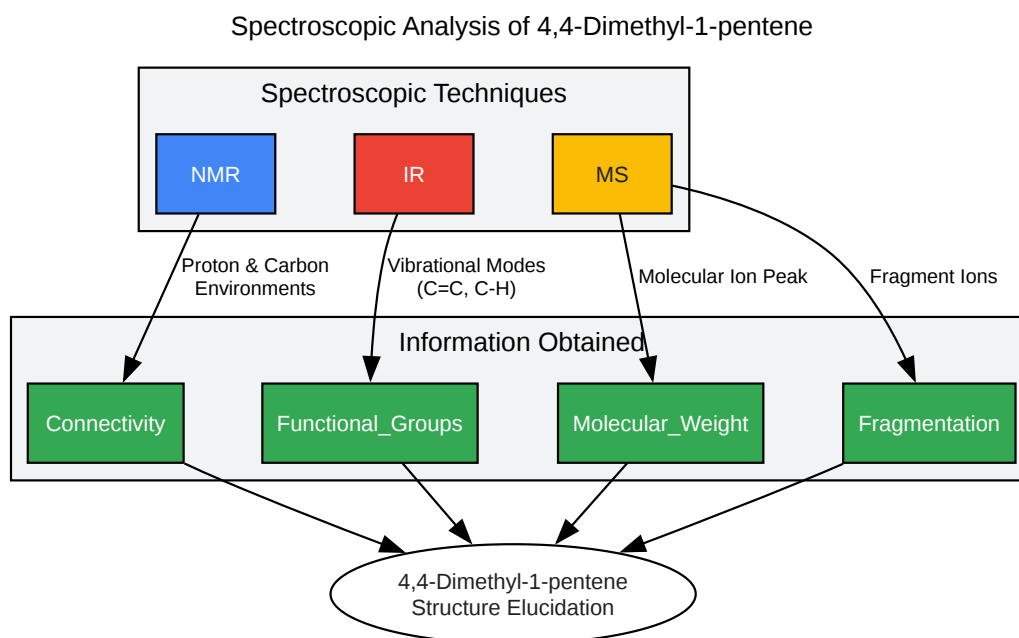 Spectroscopic Analysis of 4,4-Dimethyl-1-pentene
Spectroscopic Techniques
NMR
IR
MS
Proton & Carbon
Environments
Vibrational Modes
(C=C, C-H)
Molecular Ion Peak
Fragment Ions
Information Obtained
Connectivity
Functional_Groups
Molecular_Weight
Fragmentation
4,4-Dimethyl-1-pentene
Structure Elucidation